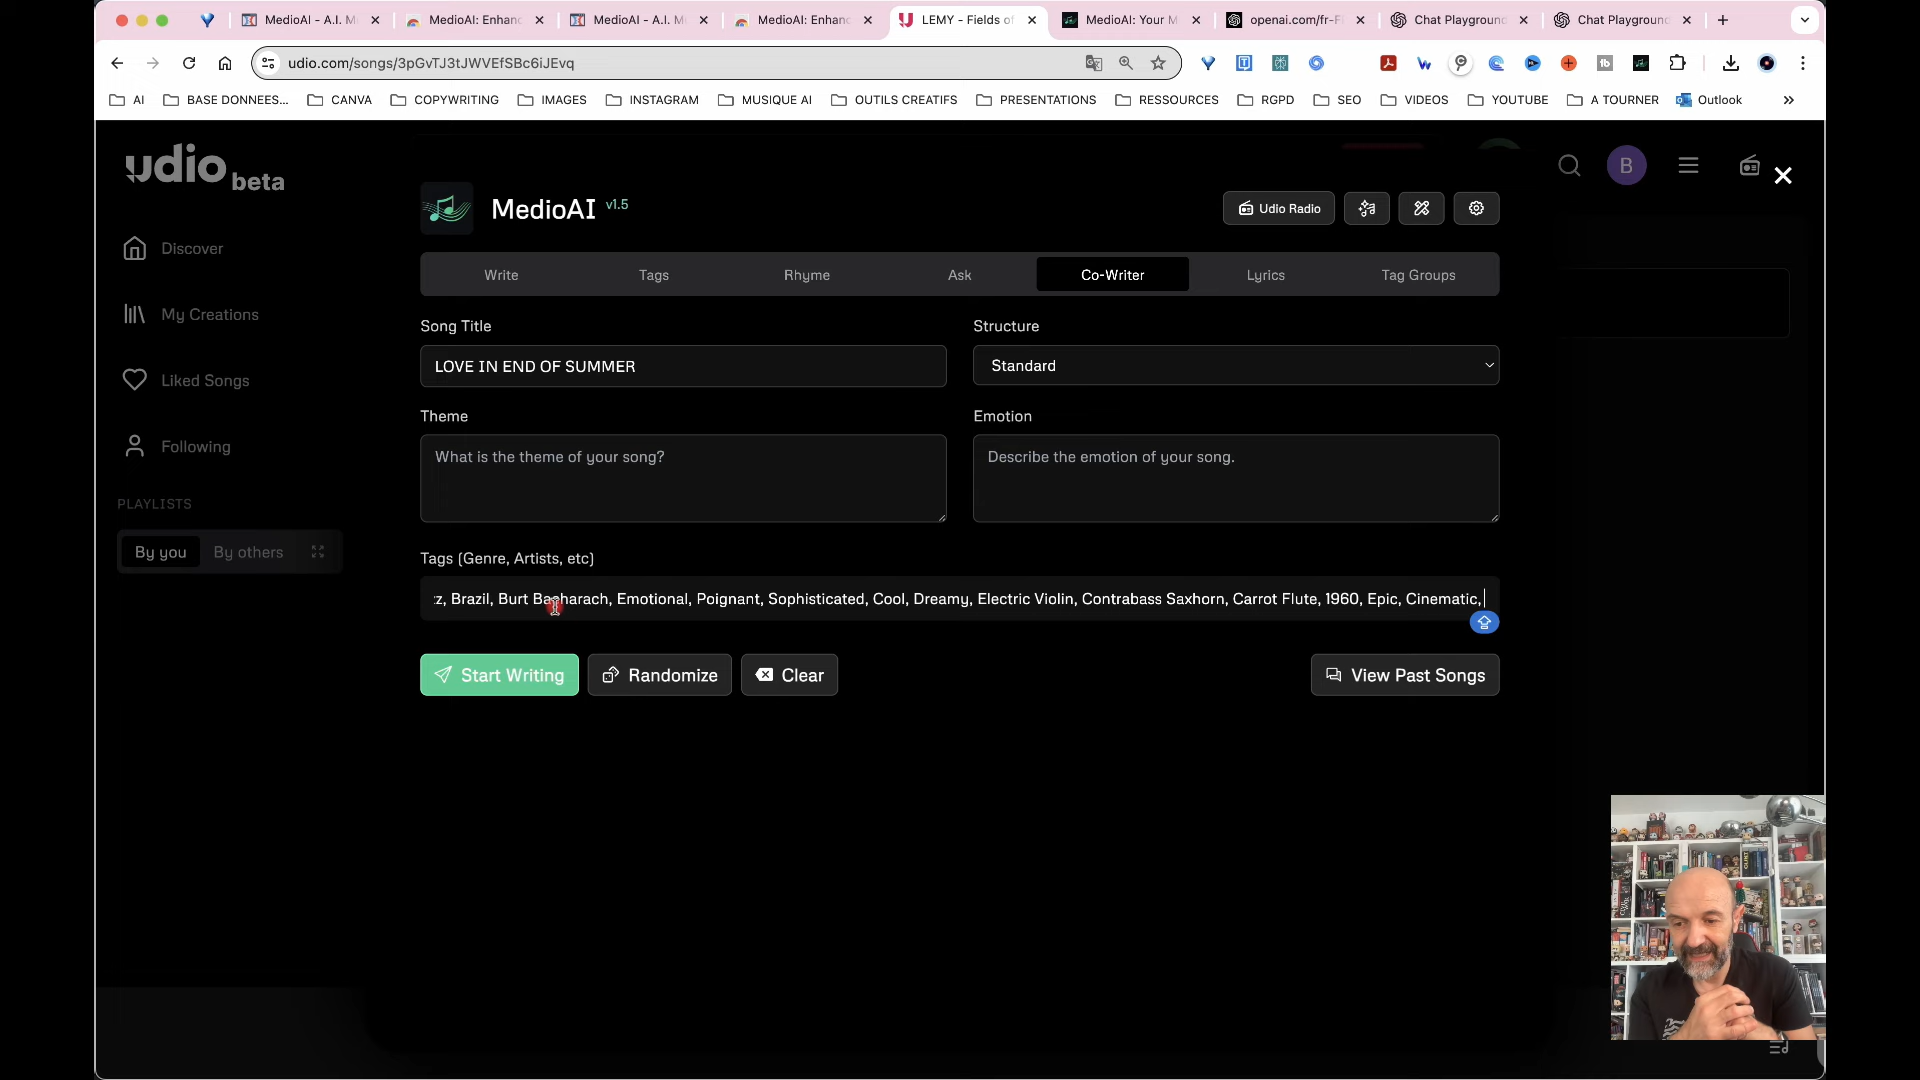 MedioAI - A.I. M
MedioAI: Enhanc
MedioAI - A.I. M
MedioAI: Enhanc
LEMY - Fields of
MedioAI: Your M
openai.com/fr-F
Chat Playground
Chat Playground
udio.com/songs/3pGvTJ3tJWVEfSBc6iJEvq
AI
BASE DONNEES...
CANVA
COPYWRITING
IMAGES
INSTAGRAM
MUSIQUE AI
OUTILS CREATIFS
PRESENTATIONS
RESSOURCES
RGPD
SEO
VIDEOS
YOUTUBE
A TOURNER
Outlook
udio beta
B
Discover
My Creations
Liked Songs
Following
PLAYLISTS
By you
By others
MedioAI v1.5
Udio Radio
Write
Tags
Rhyme
Ask
Co-Writer
Lyrics
Tag Groups
Song Title
Structure
LOVE IN END OF SUMMER
Standard
Theme
Emotion
What is the theme of your song?
Describe the emotion of your song.
Tags (Genre, Artists, etc)
zz, Brazil, Burt Bacharach, Emotional, Poignant, Sophisticated, Cool, Dreamy, Electric Violin, Contrabass Saxhorn, Carrot Flute, 1960, Epic, Cinematic,
Start Writing
Randomize
Clear
View Past Songs